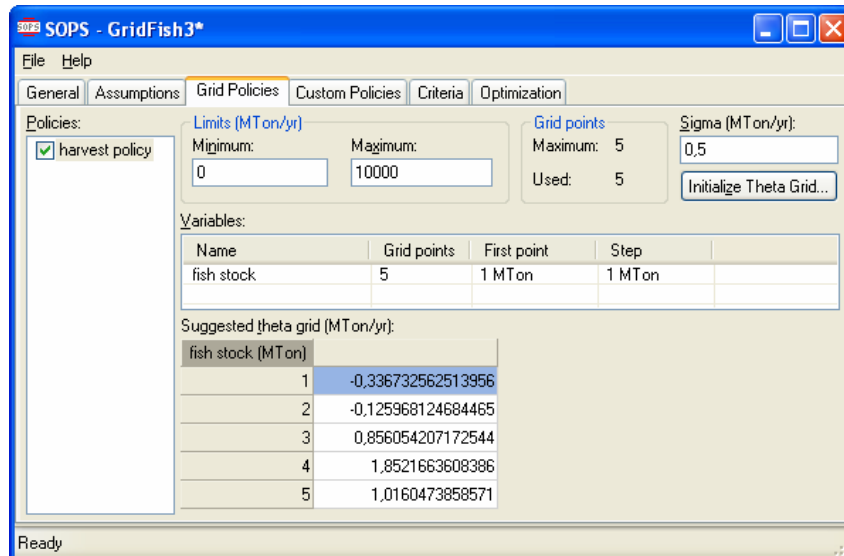 SOPS SOPS - GridFish3*
File Help
General Assumptions Grid Policies Custom Policies Criteria Optimization
Policies:
harvest policy
Limits (MTon/yr)
Minimum: Maximum:
0 10000
Grid points
Maximum: 5
Used: 5
Sigma (MTon/yr):
0,5
Initialize Theta Grid...
Variables:
Name Grid points First point Step
fish stock 5 1 MTon 1 MTon
Suggested theta grid (MTon/yr):
fish stock (MTon)
1 -0,336732562513956
2 -0,125968124684465
3 0,856054207172544
4 1,8521663608386
5 1,0160473858571
Ready